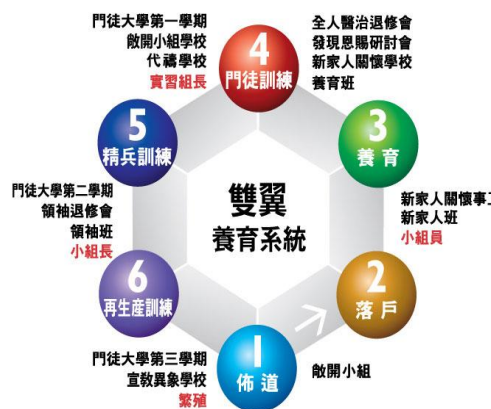 門徒大學第一學期
敞開小組學校
代禱學校
實習組長
4
門徒訓練
全人醫治退修會
發現恩賜研討會
新家人關懷學校
養育班
5
精兵訓練
3
養育
門徒大學第二學期
領袖退修會
領袖班
小組長
雙翼
養育系統
新家人關懷事工
新家人班
小組員
6
再生產訓練
2
落戶
門徒大學第三學期
宣教異象學校
繁殖
1
佈道
敞開小組